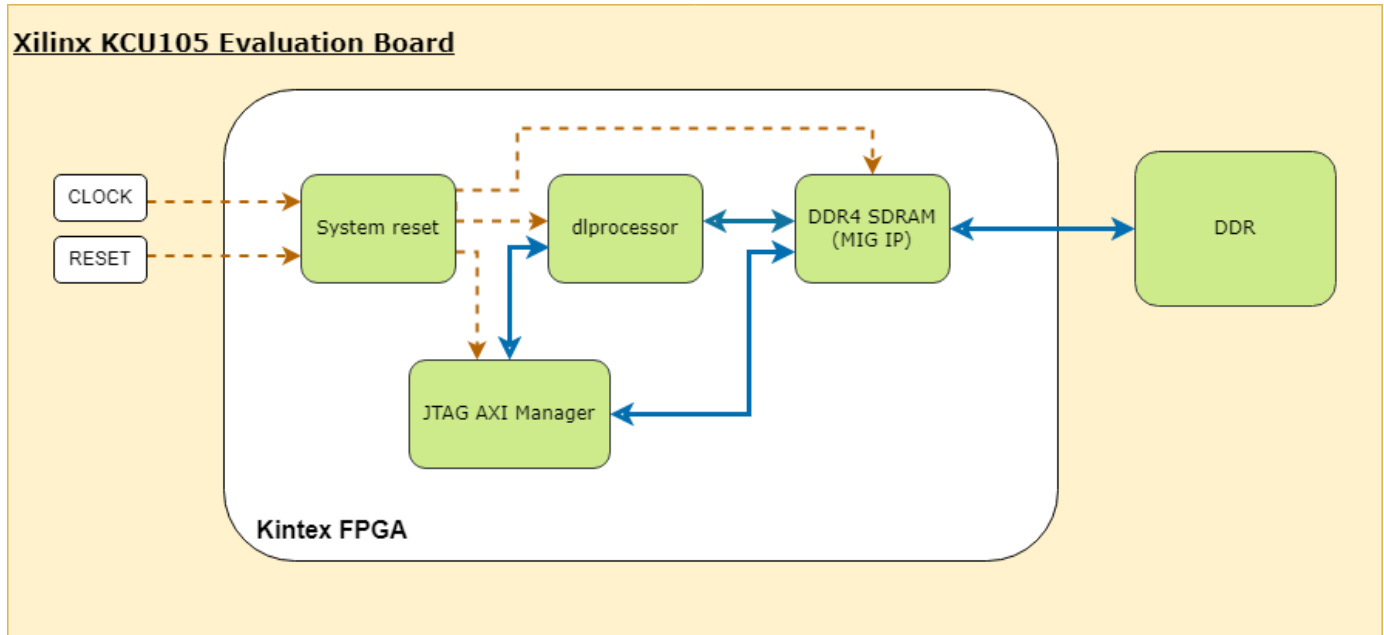 Xilinx KCU105 Evaluation Board
CLOCK
RESET
System reset
dlprocessor
DDR4 SDRAM
(MIG IP)
DDR
JTAG AXI Manager
Kintex FPGA